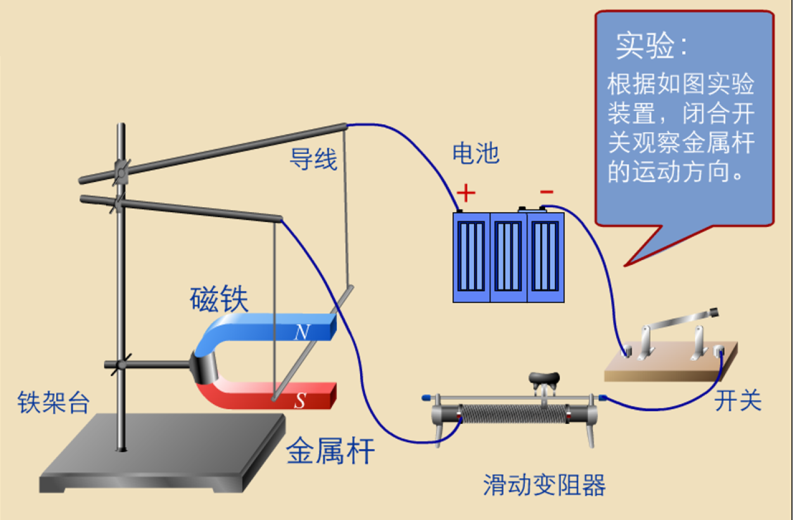 实验：
根据如图实验
装置，闭合开
关观察金属杆
的运动方向。
导线
电池
+ -
磁铁
N
S
铁架台
金属杆
开关
滑动变阻器